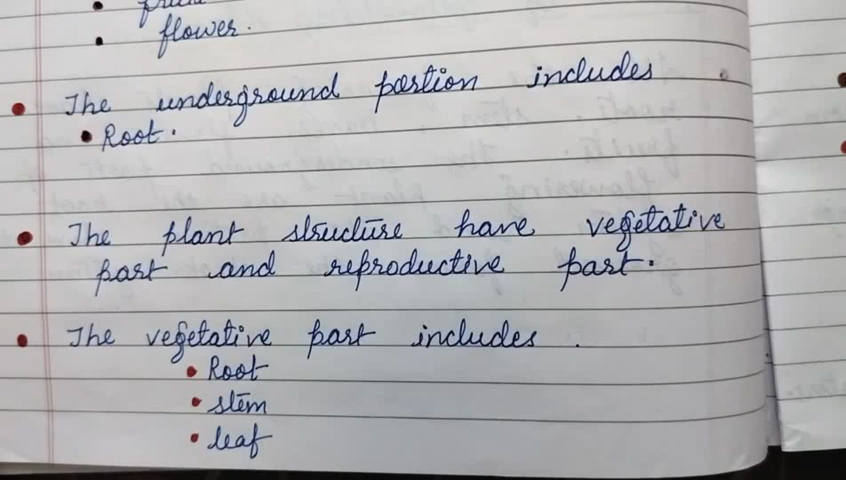 flower.
The underground portion includes
Root.
The plant structure have vegetative
part and reproductive part.
The vegetative part includes .
Root
stem
leaf